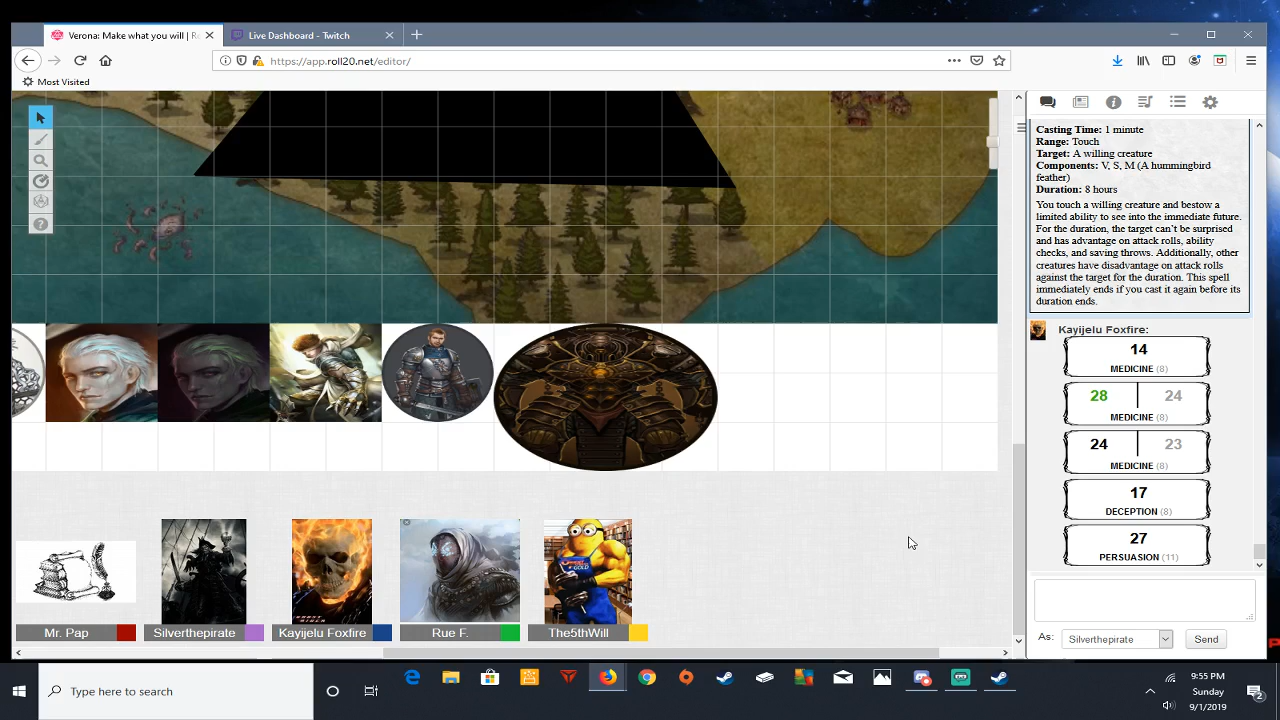 Verona: Make what you will | R
Live Dashboard - Twitch
https://app.roll20.net/editor/
Most Visited
Casting Time: 1 minute
Range: Touch
Target: A willing creature
Components: V, S, M (A hummingbird
feather)
Duration: 8 hours
You touch a willing creature and bestow a
limited ability to see into the immediate future.
For the duration, the target can't be surprised
and has advantage on attack rolls, ability
checks, and saving throws. Additionally, other
creatures have disadvantage on attack rolls
against the target for the duration. This spell
immediately ends if you cast it again before its
duration ends.
Kayijelu Foxfire:
14
MEDICINE (8)
28 24
MEDICINE (8)
24 23
MEDICINE (8)
17
DECEPTION (8)
27
PERSUASION (11)
Mr. Pap
Silverthepirate
Kayijelu Foxfire
Rue F.
The5thWill
As: Silverthepirate
Send
Type here to search
9:55 PM
Sunday
9/1/2019
2